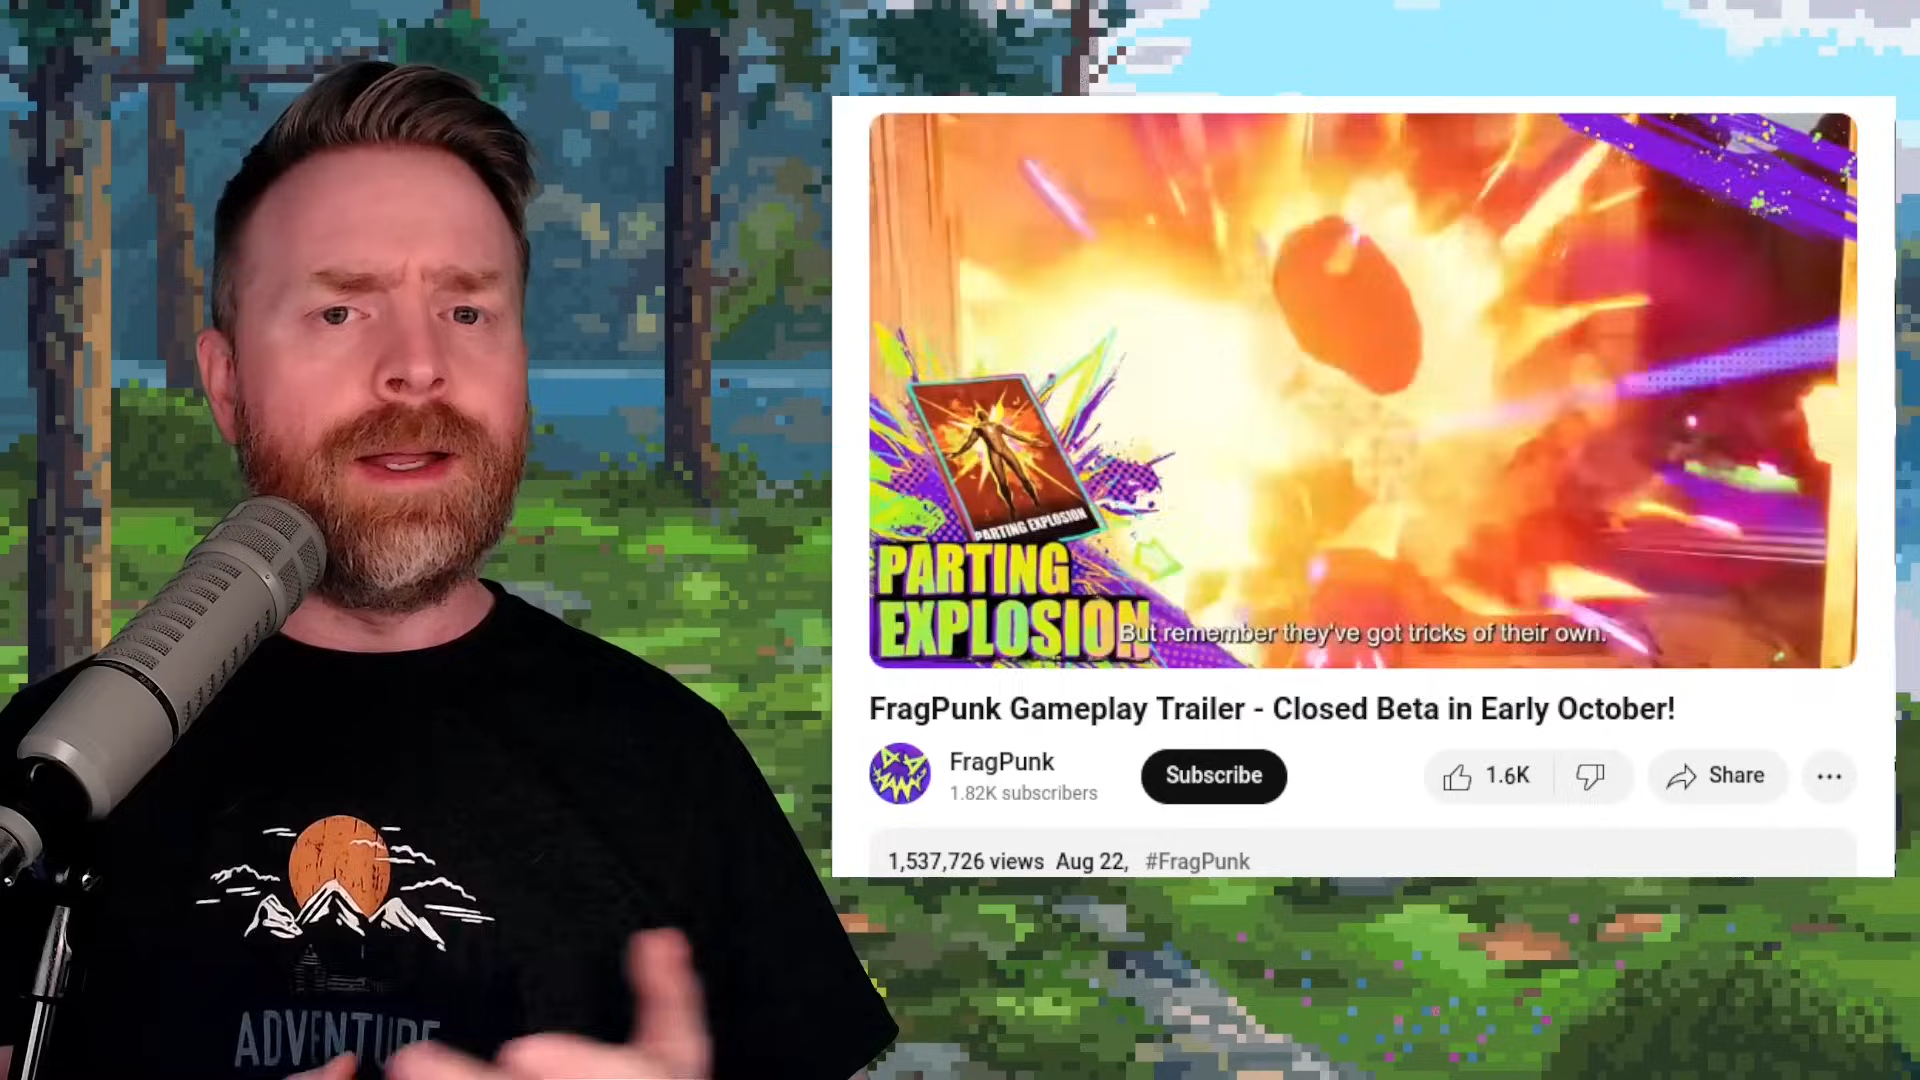 ADVENTURE
PARTING EXPLOSION
PARTING
EXPLOSION
But remember they've got tricks of their own.
FragPunk Gameplay Trailer - Closed Beta in Early October!
FragPunk
1.82K subscribers
Subscribe
1.6K
Share
1,537,726 views Aug 22, #FragPunk